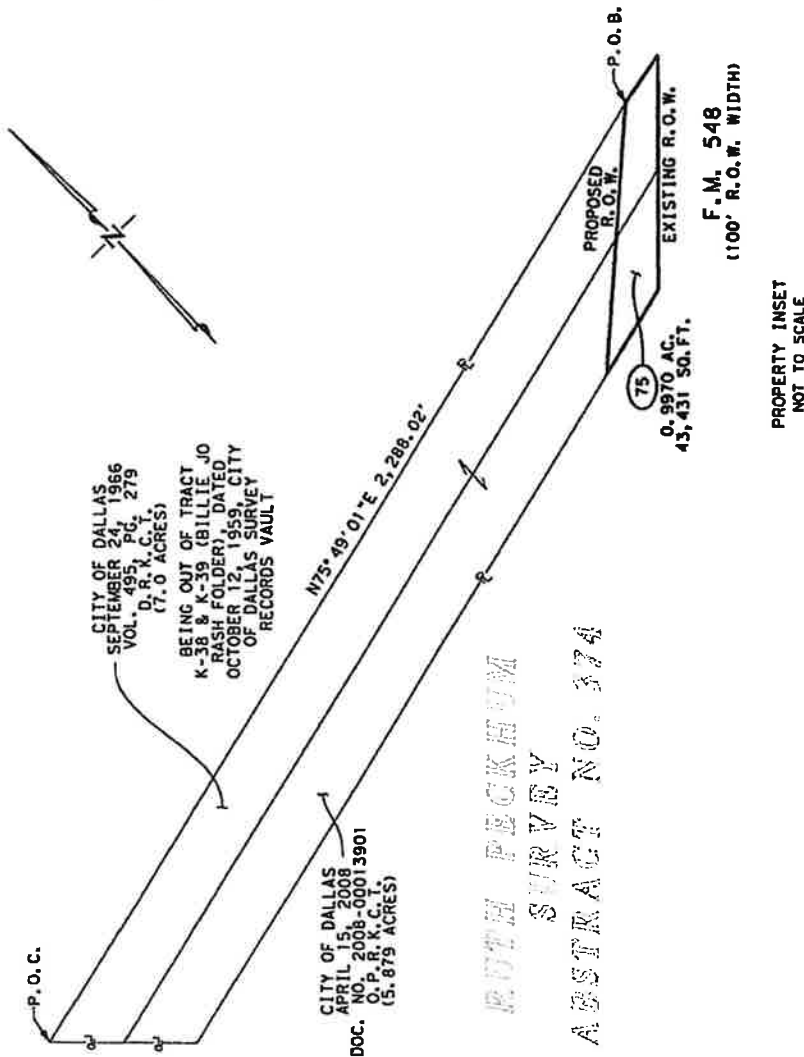 P.O.C.
CITY OF DALLAS
SEPTEMBER 24, 1966
VOL. 495, PG. 279
D.R.K.C.T.
(7.0 ACRES)
BEING OUT OF TRACT
K-38 & K-39 (BILLIE JO
RASH FOLDER), DATED
OCTOBER 12, 1959, CITY
OF DALLAS SURVEY
RECORDS VAULT
N
N75°49'01"E 2,288.02'
P.O.B.
PROPOSED
R.O.W.
EXISTING R.O.W.
F.M. 548
(100' R.O.W. WIDTH)
75
0.9970 AC.
43,431 SQ.FT.
CITY OF DALLAS
APRIL 15, 2008
DOC. NO. 2008-00013901
O.P.R.K.C.T.
(5.879 ACRES)
RUTH PECKHUM
SURVEY
ABSTRACT NO. 374
PROPERTY INSET
NOT TO SCALE